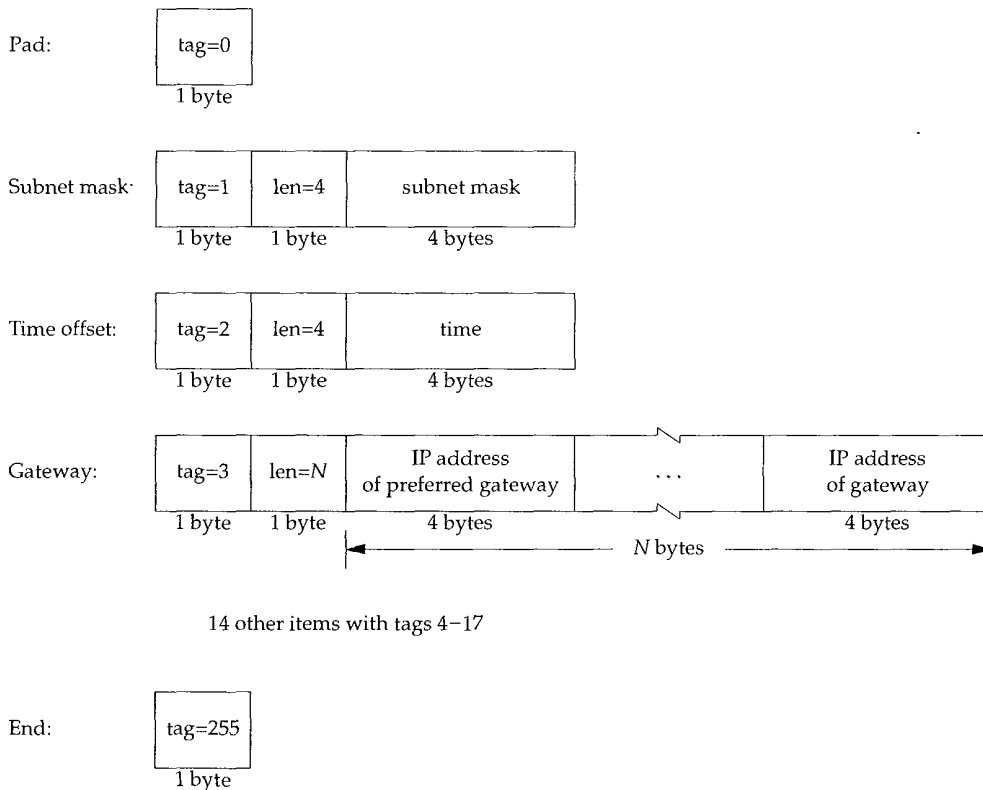 Pad:
tag=0
1 byte
Subnet mask:
tag=1 len=4 subnet mask
1 byte 1 byte 4 bytes
Time offset:
tag=2 len=4 time
1 byte 1 byte 4 bytes
Gateway:
tag=3 len=N IP address of preferred gateway ... IP address of gateway
1 byte 1 byte 4 bytes 4 bytes
N bytes
14 other items with tags 4−17
End:
tag=255
1 byte